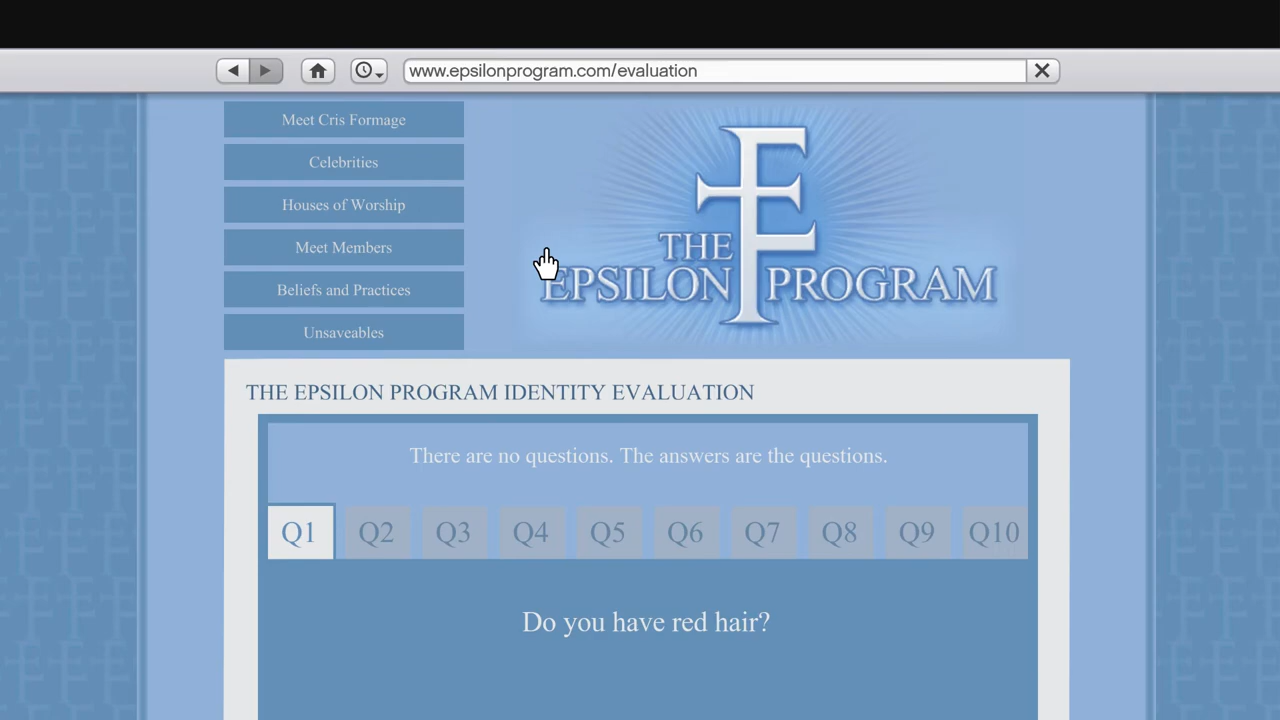 www.epsilonprogram.com/evaluation
Meet Cris Formage
Celebrities
Houses of Worship
Meet Members
Beliefs and Practices
Unsaveables
THE
EPSILON PROGRAM
THE EPSILON PROGRAM IDENTITY EVALUATION
There are no questions. The answers are the questions.
Q1 Q2 Q3 Q4 Q5 Q6 Q7 Q8 Q9 Q10
Do you have red hair?